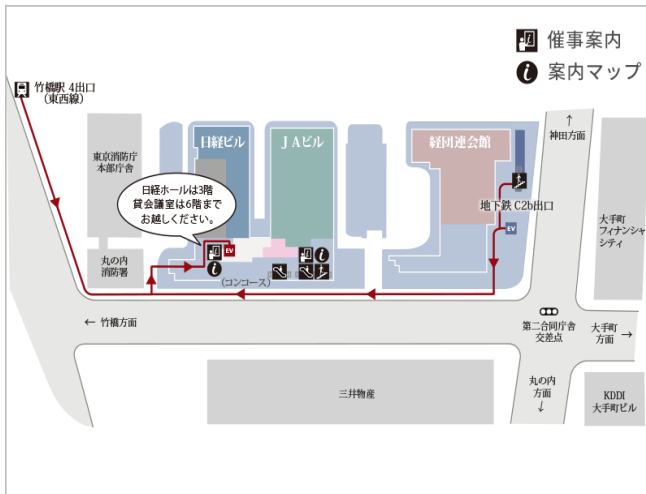 催事案内
案内マップ
竹橋駅 4出口
(東西線)
東京消防庁
本部庁舎
日経ビル
JAビル
経団連会館
神田方面
日経ホールは3階
貸会議室は6階まで
お越しください。
地下鉄 C2b出口
EV
EV
大手町
フィナンシャル
シティ
丸の内
消防署
(コンコース)
← 竹橋方面
第二合同庁舎
交差点
大手町
方面 →
三井物産
丸の内
方面
↓
KDDI
大手町ビル